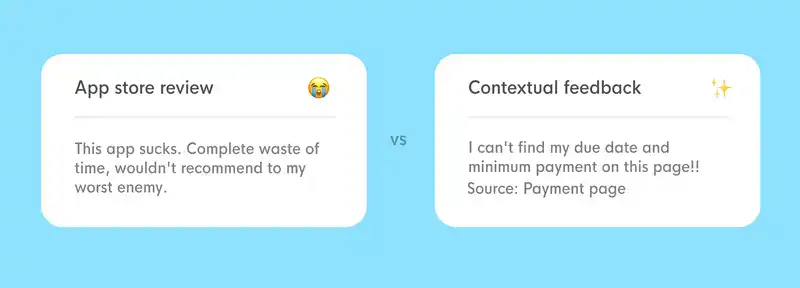 App store review 😭
This app sucks. Complete waste of
time, wouldn't recommend to my
worst enemy.
vs
Contextual feedback ✨
I can't find my due date and
minimum payment on this page!!
Source: Payment page